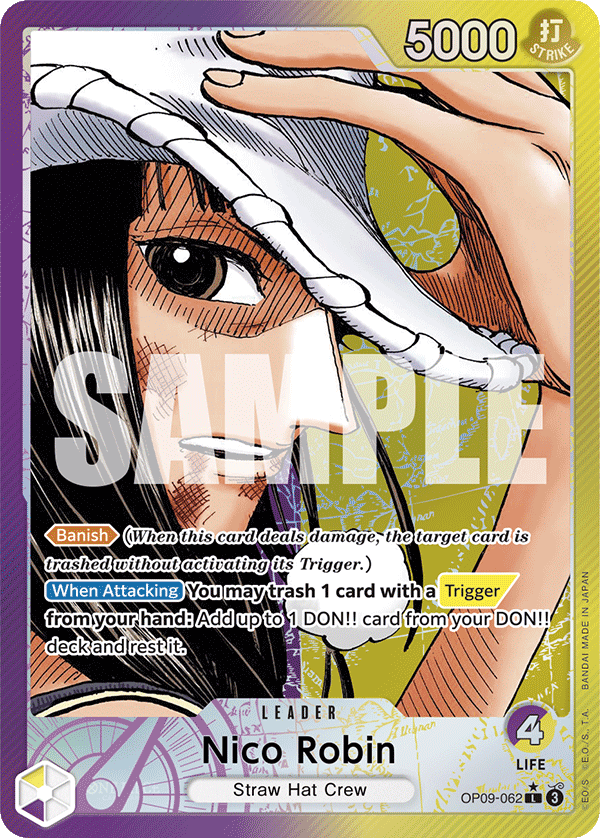 5000
打
STRIKE
SAMPLE
Banish (When this card deals damage, the target card is
trashed without activating its Trigger.)
When Attacking You may trash 1 card with a Trigger
from your hand: Add up to 1 DON!! card from your DON!!
deck and rest it.
LEADER
Nico Robin
Straw Hat Crew
4
LIFE
OP09-062 L 3
©E.O/S. ©E.O.S., T.A. BANDAI MADE IN JAPAN